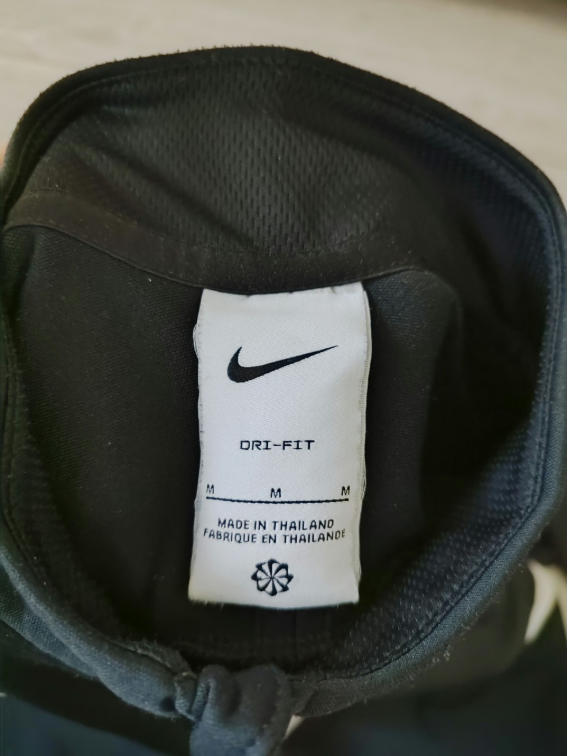 DRI-FIT
M M M
MADE IN THAILAND
FABRIQUE EN THAILANDE